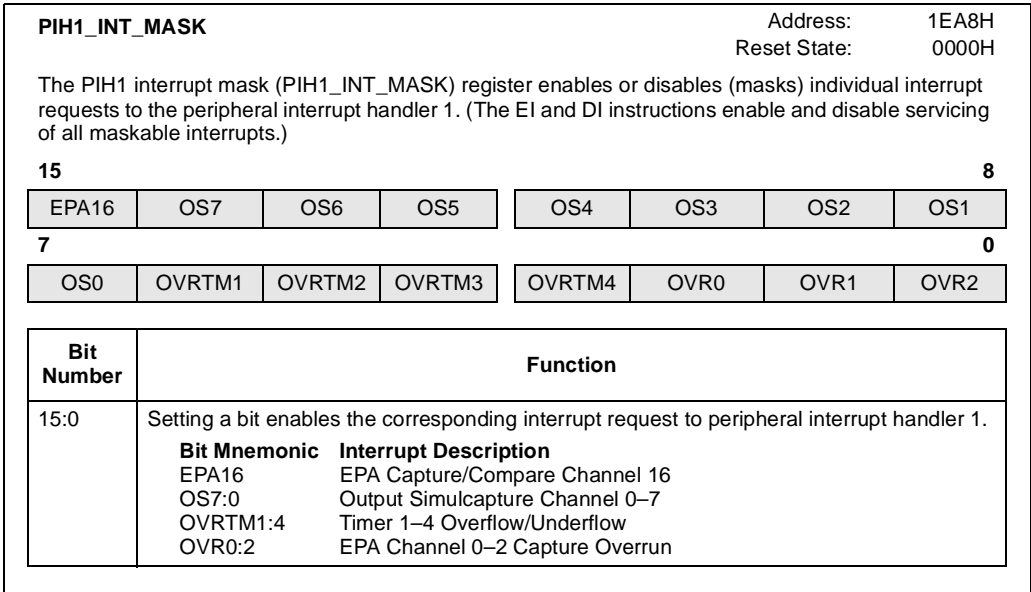 PIH1_INT_MASK Address: 1EA8H
Reset State: 0000H
The PIH1 interrupt mask (PIH1_INT_MASK) register enables or disables (masks) individual interrupt
requests to the peripheral interrupt handler 1. (The EI and DI instructions enable and disable servicing
of all maskable interrupts.)
15 8
EPA16 OS7 OS6 OS5 OS4 OS3 OS2 OS1
7 0
OS0 OVRTM1 OVRTM2 OVRTM3 OVRTM4 OVR0 OVR1 OVR2
Bit
Number Function
15:0 Setting a bit enables the corresponding interrupt request to peripheral interrupt handler 1.
Bit Mnemonic Interrupt Description
EPA16 EPA Capture/Compare Channel 16
OS7:0 Output Simulcapture Channel 0–7
OVRTM1:4 Timer 1–4 Overflow/Underflow
OVR0:2 EPA Channel 0–2 Capture Overrun